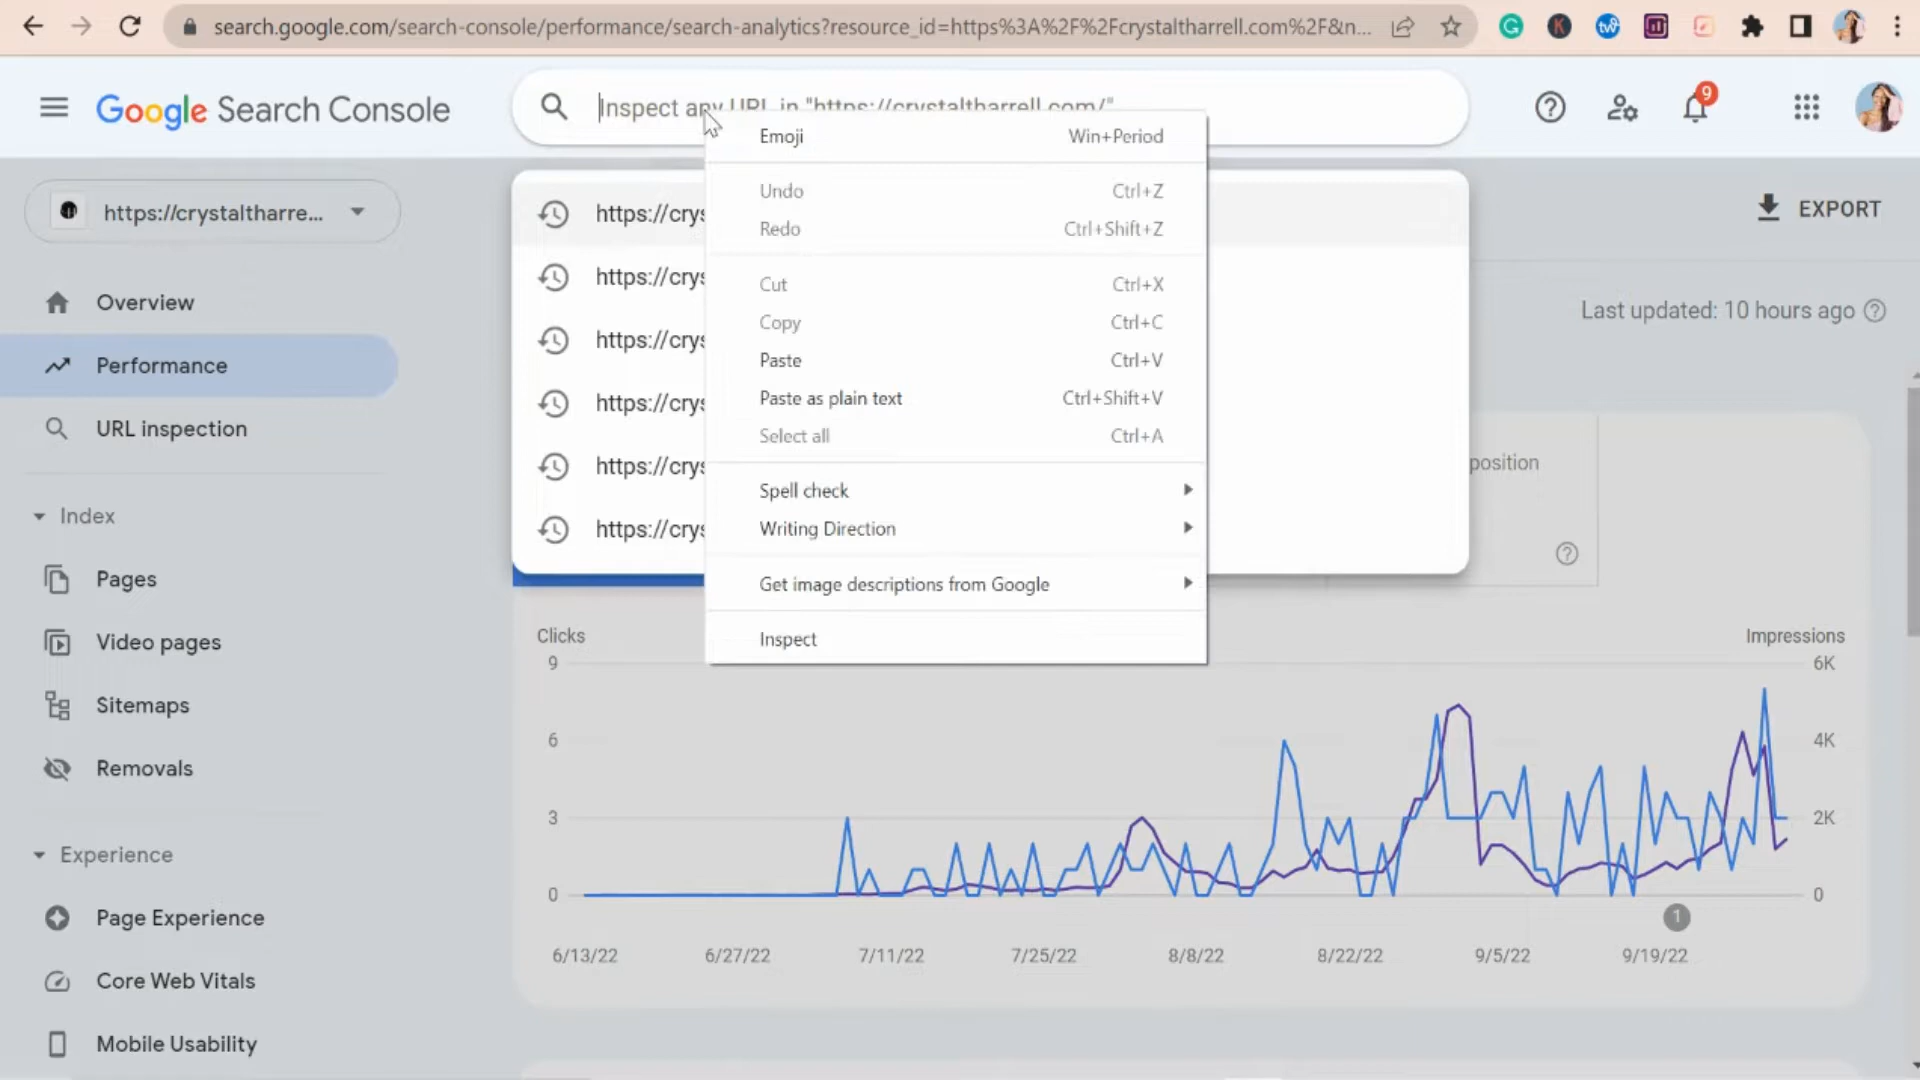 search.google.com/search-console/performance/search-analytics?resource_id=https%3A%2F%2Fcrystaltharrell.com%2F&n...
Google Search Console
Inspect any URL in "https://crystaltharrell.com/"
9
https://crystaltharre...
EXPORT
Last updated: 10 hours ago
Overview
Performance
URL inspection
Index
Pages
Video pages
Sitemaps
Removals
Experience
Page Experience
Core Web Vitals
Mobile Usability
https://crys
https://crys
https://crys
https://crys
https://crys
https://crys
Emoji Win+Period
Undo Ctrl+Z
Redo Ctrl+Shift+Z
Cut Ctrl+X
Copy Ctrl+C
Paste Ctrl+V
Paste as plain text Ctrl+Shift+V
Select all Ctrl+A
Spell check
Writing Direction
Get image descriptions from Google
Inspect
position
Clicks Impressions
9 6K
6 4K
3 2K
0 0
1
6/13/22 6/27/22 7/11/22 7/25/22 8/8/22 8/22/22 9/5/22 9/19/22